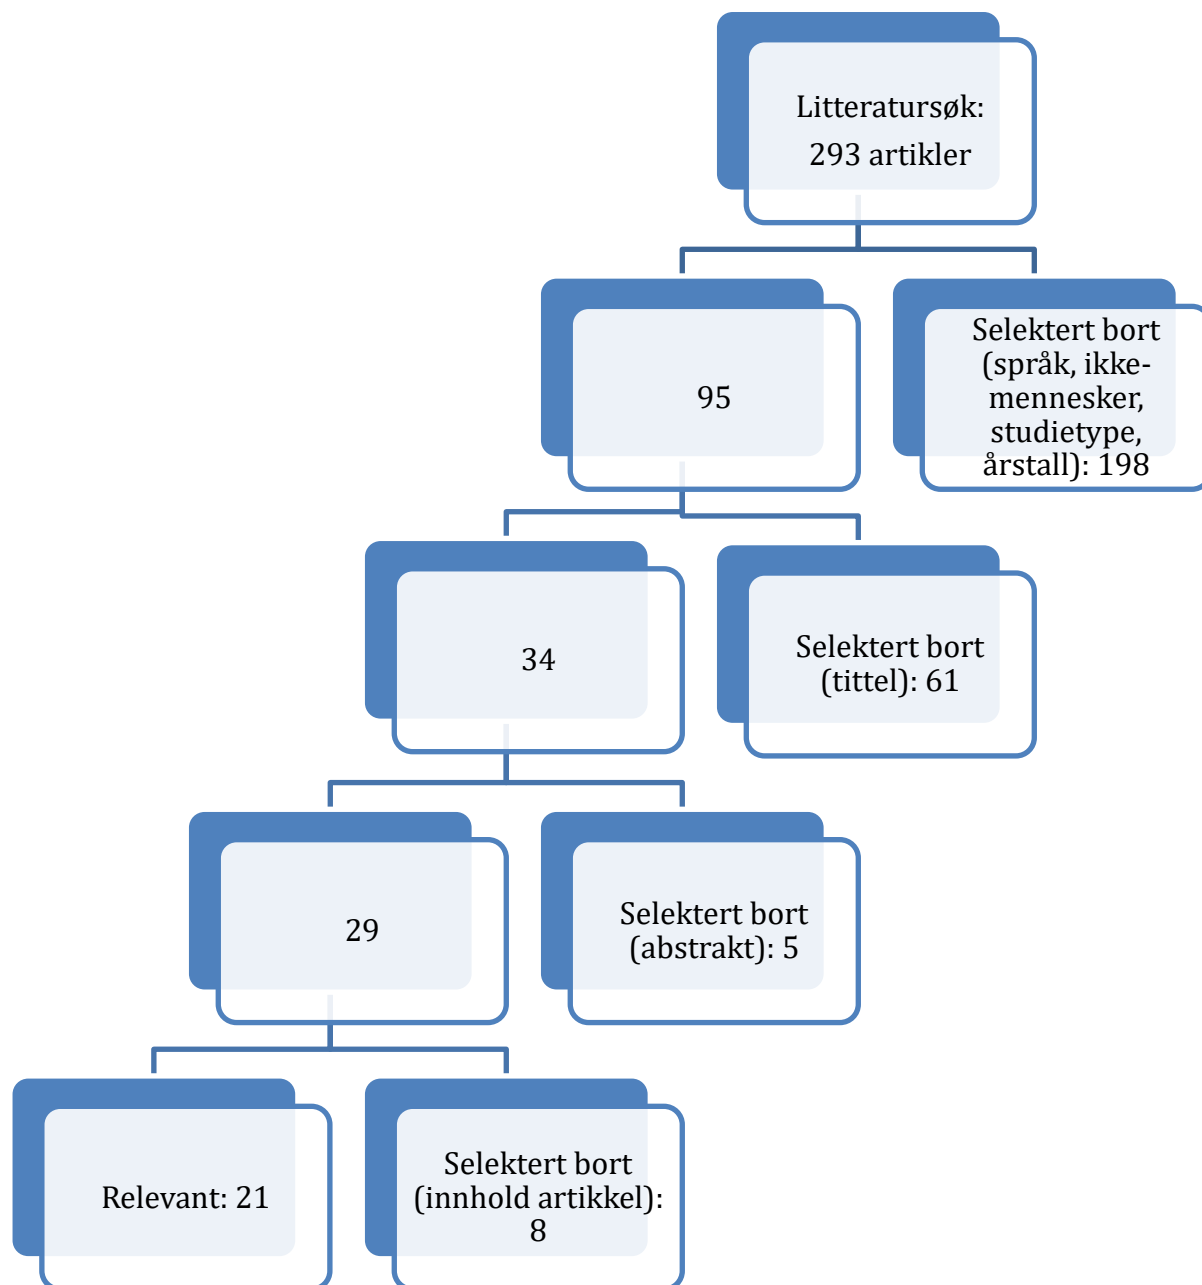 Litteratursøk:
293 artikler
95
Selektert bort
(språk, ikke-
mennesker,
studietype,
årstall): 198
34
Selektert bort
(tittel): 61
29
Selektert bort
(abstrakt): 5
Relevant: 21
Selektert bort
(innhold artikkel):
8